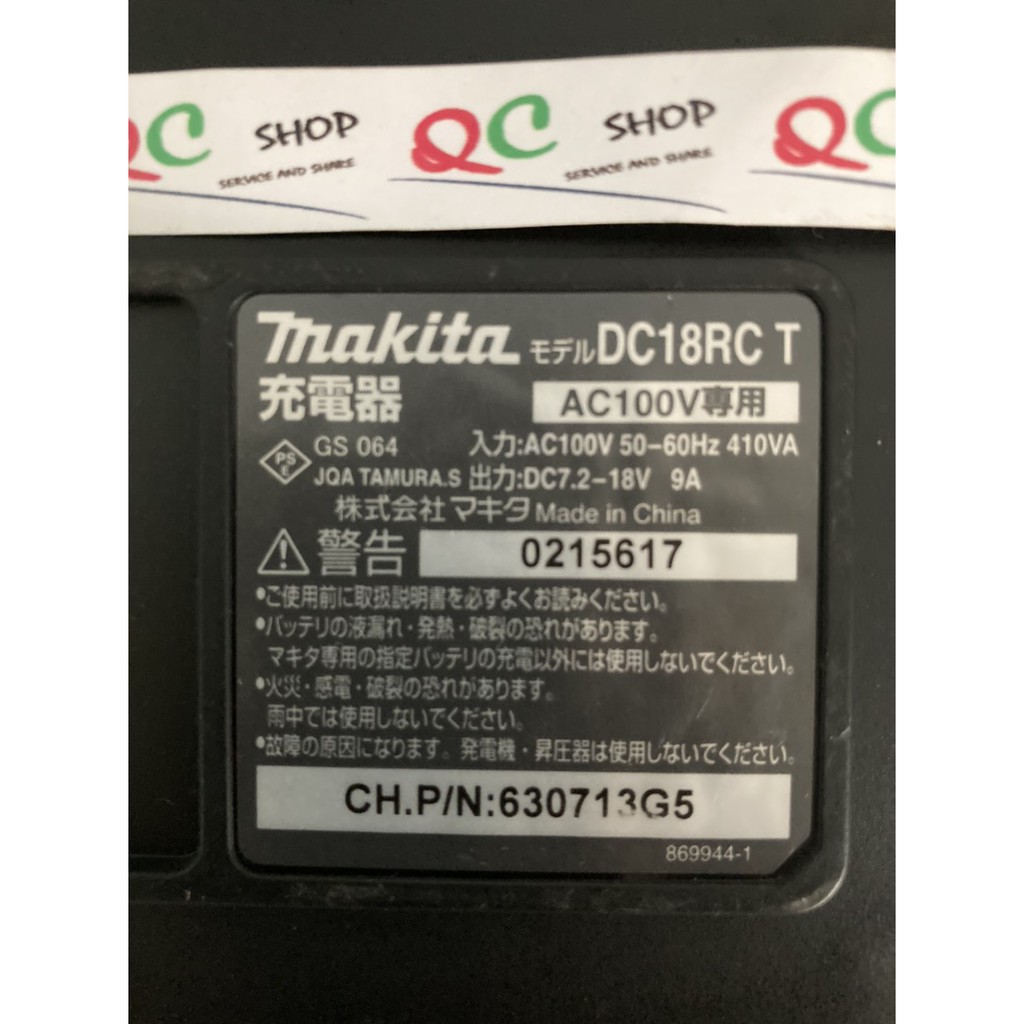 QC SHOP QC SHOP QC
SERVICE AND SHARE SERVICE AND SHARE
makita モデルDC18RC T
充電器 AC100V専用
PS E GS 064 入力:AC100V 50-60Hz 410VA
JQA TAMURA.S 出力:DC7.2-18V 9A
株式会社マキタ Made in China
警告 0215617
•ご使用前に取扱説明書を必ずよくお読みください。
•バッテリの液漏れ・発熱・破裂の恐れがあります。
マキタ専用の指定バッテリの充電以外には使用しないでください。
•火災・感電・破裂の恐れがあります。
雨中では使用しないでください。
•故障の原因になります。発電機・昇圧器は使用しないでください。
CH.P/N:630713G5
869944-1